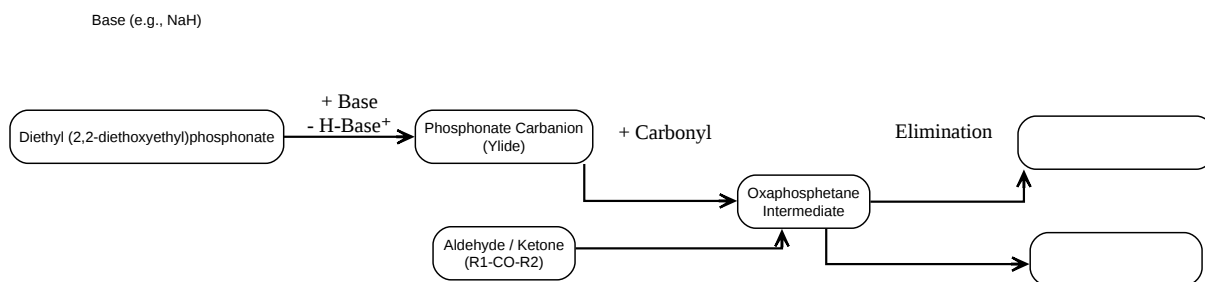 Base (e.g., NaH)
Diethyl (2,2-diethoxyethyl)phosphonate
+ Base
- H-Base⁺
Phosphonate Carbanion
(Ylide)
+ Carbonyl
Elimination
Oxaphosphetane
Intermediate
Aldehyde / Ketone
(R1-CO-R2)